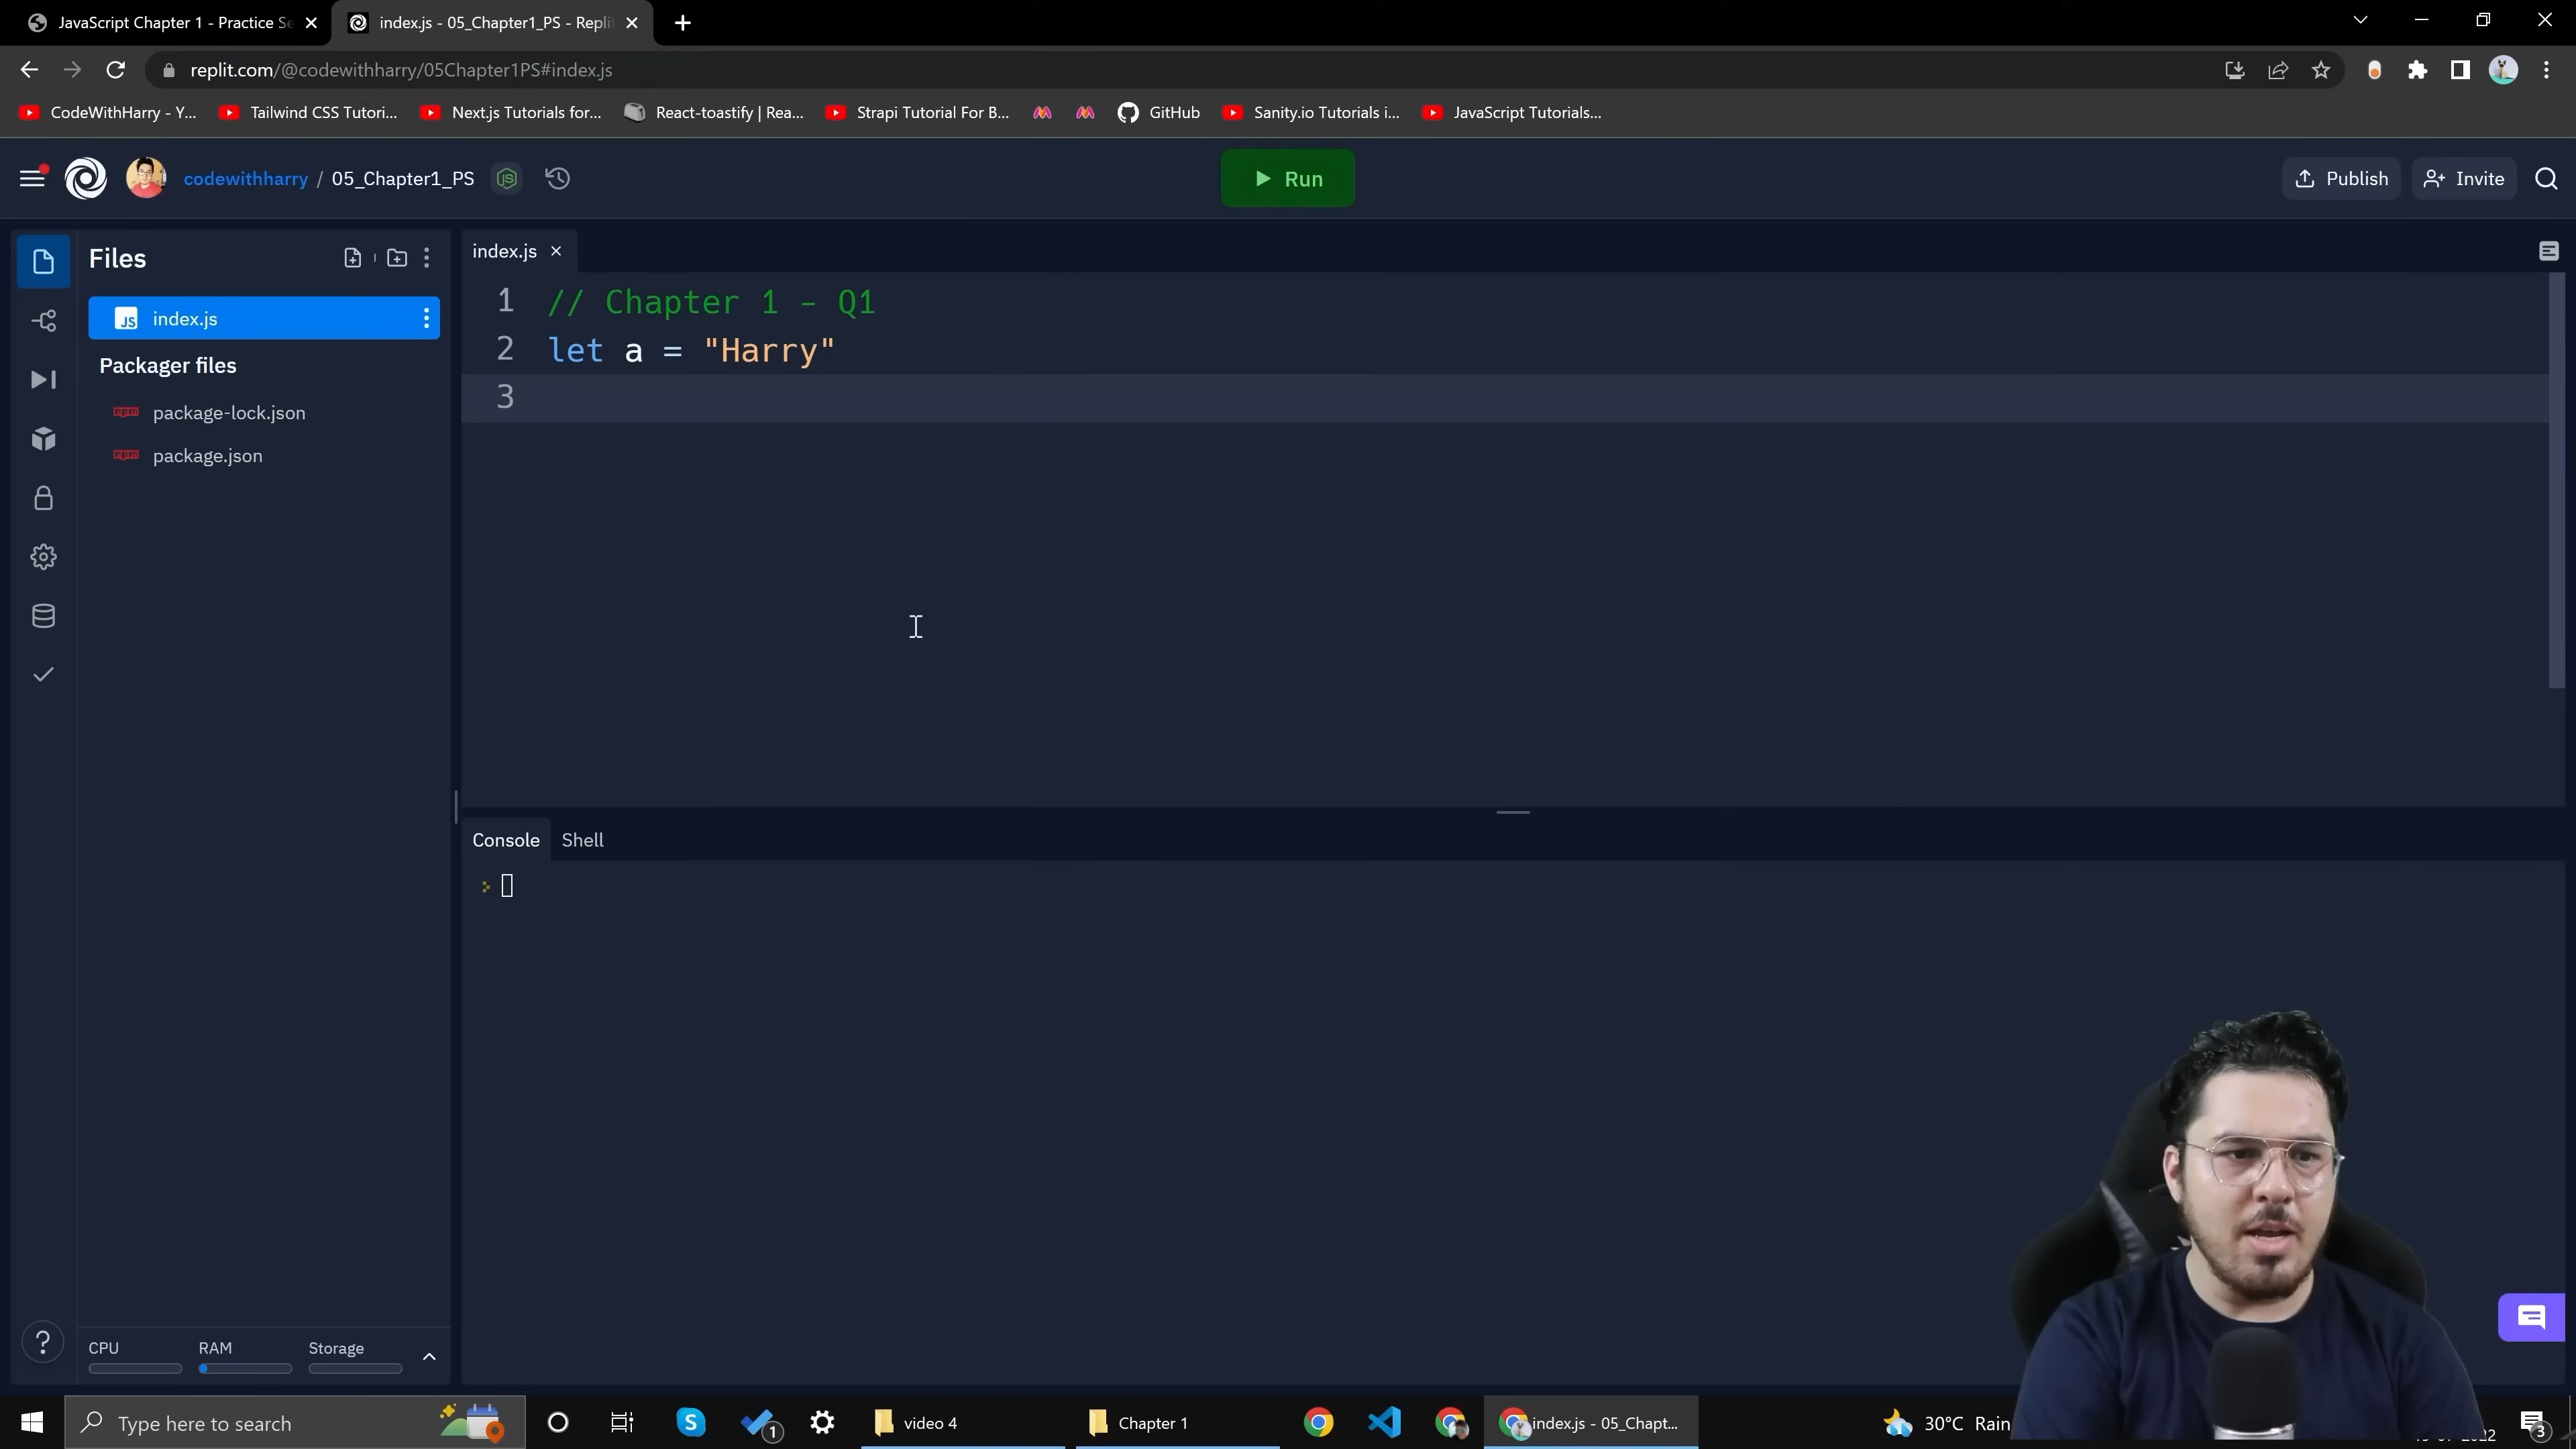 JavaScript Chapter 1 - Practice Se
index.js - 05_Chapter1_PS - Repli
replit.com/@codewithharry/05Chapter1PS#index.js
CodeWithHarry - Y...
Tailwind CSS Tutori...
Next.js Tutorials for...
React-toastify | Rea...
Strapi Tutorial For B...
GitHub
Sanity.io Tutorials i...
JavaScript Tutorials...
codewithharry / 05_Chapter1_PS
Run
Publish
Invite
Files
index.js
Packager files
package-lock.json
package.json
index.js
1 // Chapter 1 - Q1
2 let a = "Harry"
3
Console
Shell
CPU
RAM
Storage
Type here to search
1
video 4
Chapter 1
index.js - 05_Chapt...
30°C Rain
3